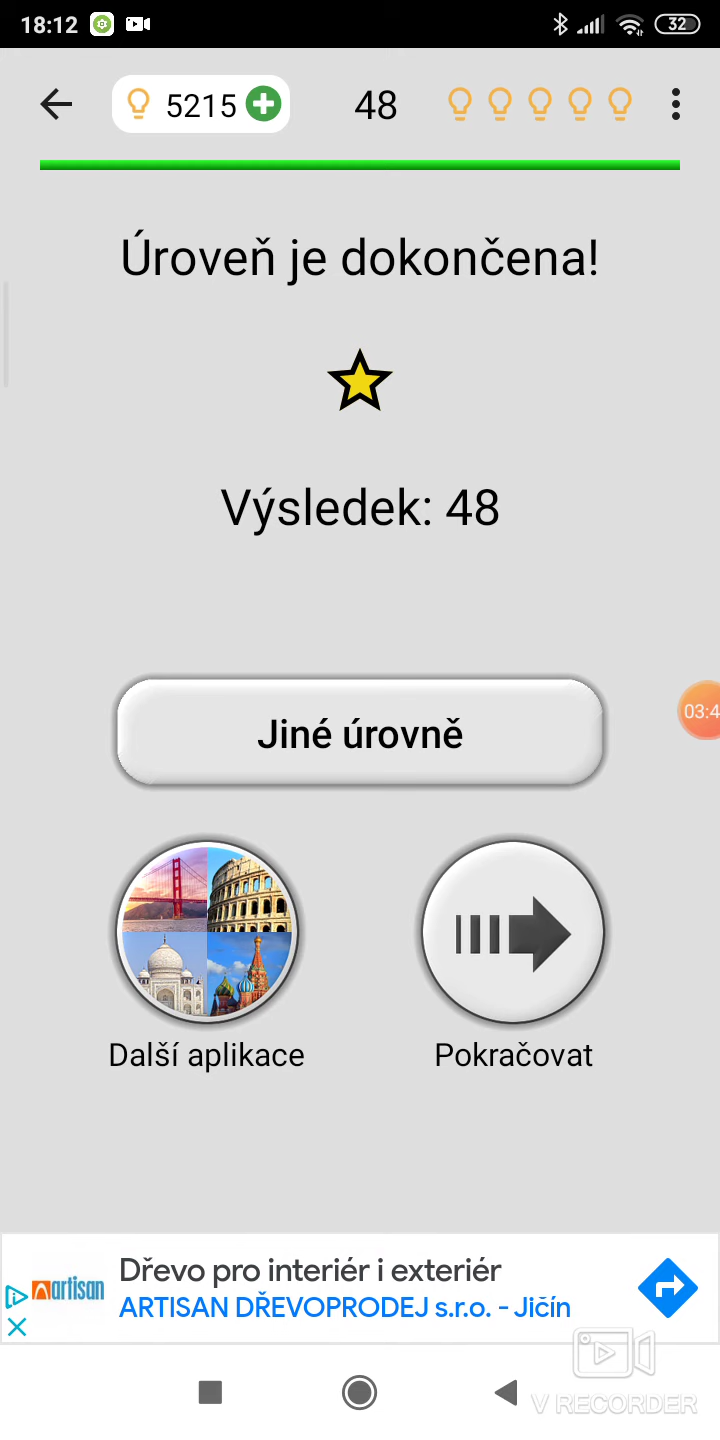 18:12
32
5215
48
Úroveň je dokončena!
Výsledek: 48
Jiné úrovně
03:4
Další aplikace
Pokračovat
artisan
Dřevo pro interiér i exteriér
ARTISAN DŘEVOPRODEJ s.r.o. - Jičín
V RECORDER